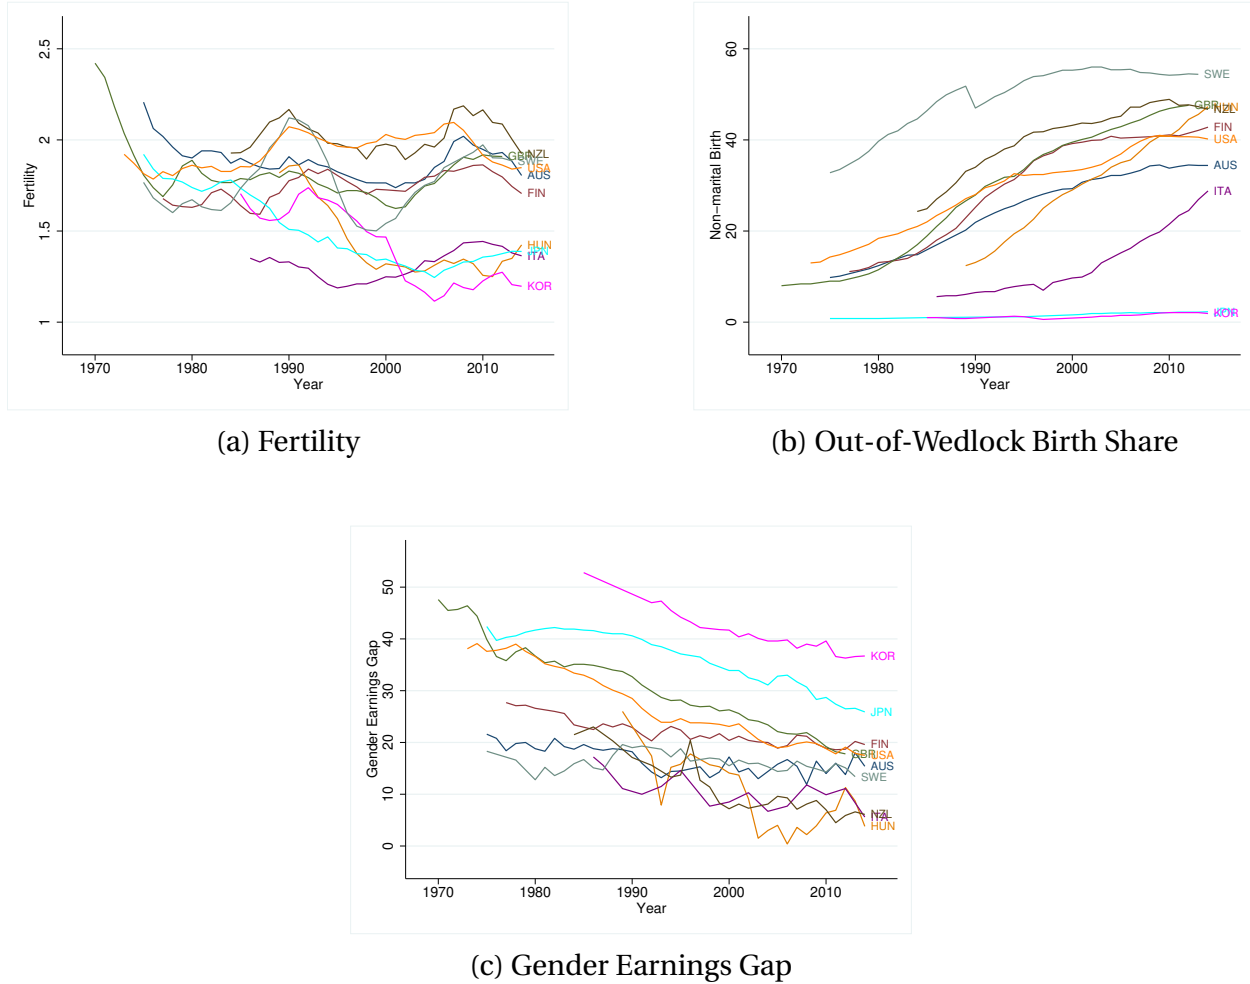 Fertility
2.5
2
1.5
1
NZL
GBR
SWE
USA
AUS
FIN
HUN
JPN
ITA
KOR
1970 1980 1990 2000 2010
Year
(a) Fertility
Non-marital Birth
60
40
20
0
SWE
GBR
HUN
NZL
FIN
USA
AUS
ITA
KOR
1970 1980 1990 2000 2010
Year
(b) Out-of-Wedlock Birth Share
Gender Earnings Gap
50
40
30
20
10
0
KOR
JPN
FIN
GBR
USA
AUS
SWE
NZL
ITA
HUN
1970 1980 1990 2000 2010
Year
(c) Gender Earnings Gap